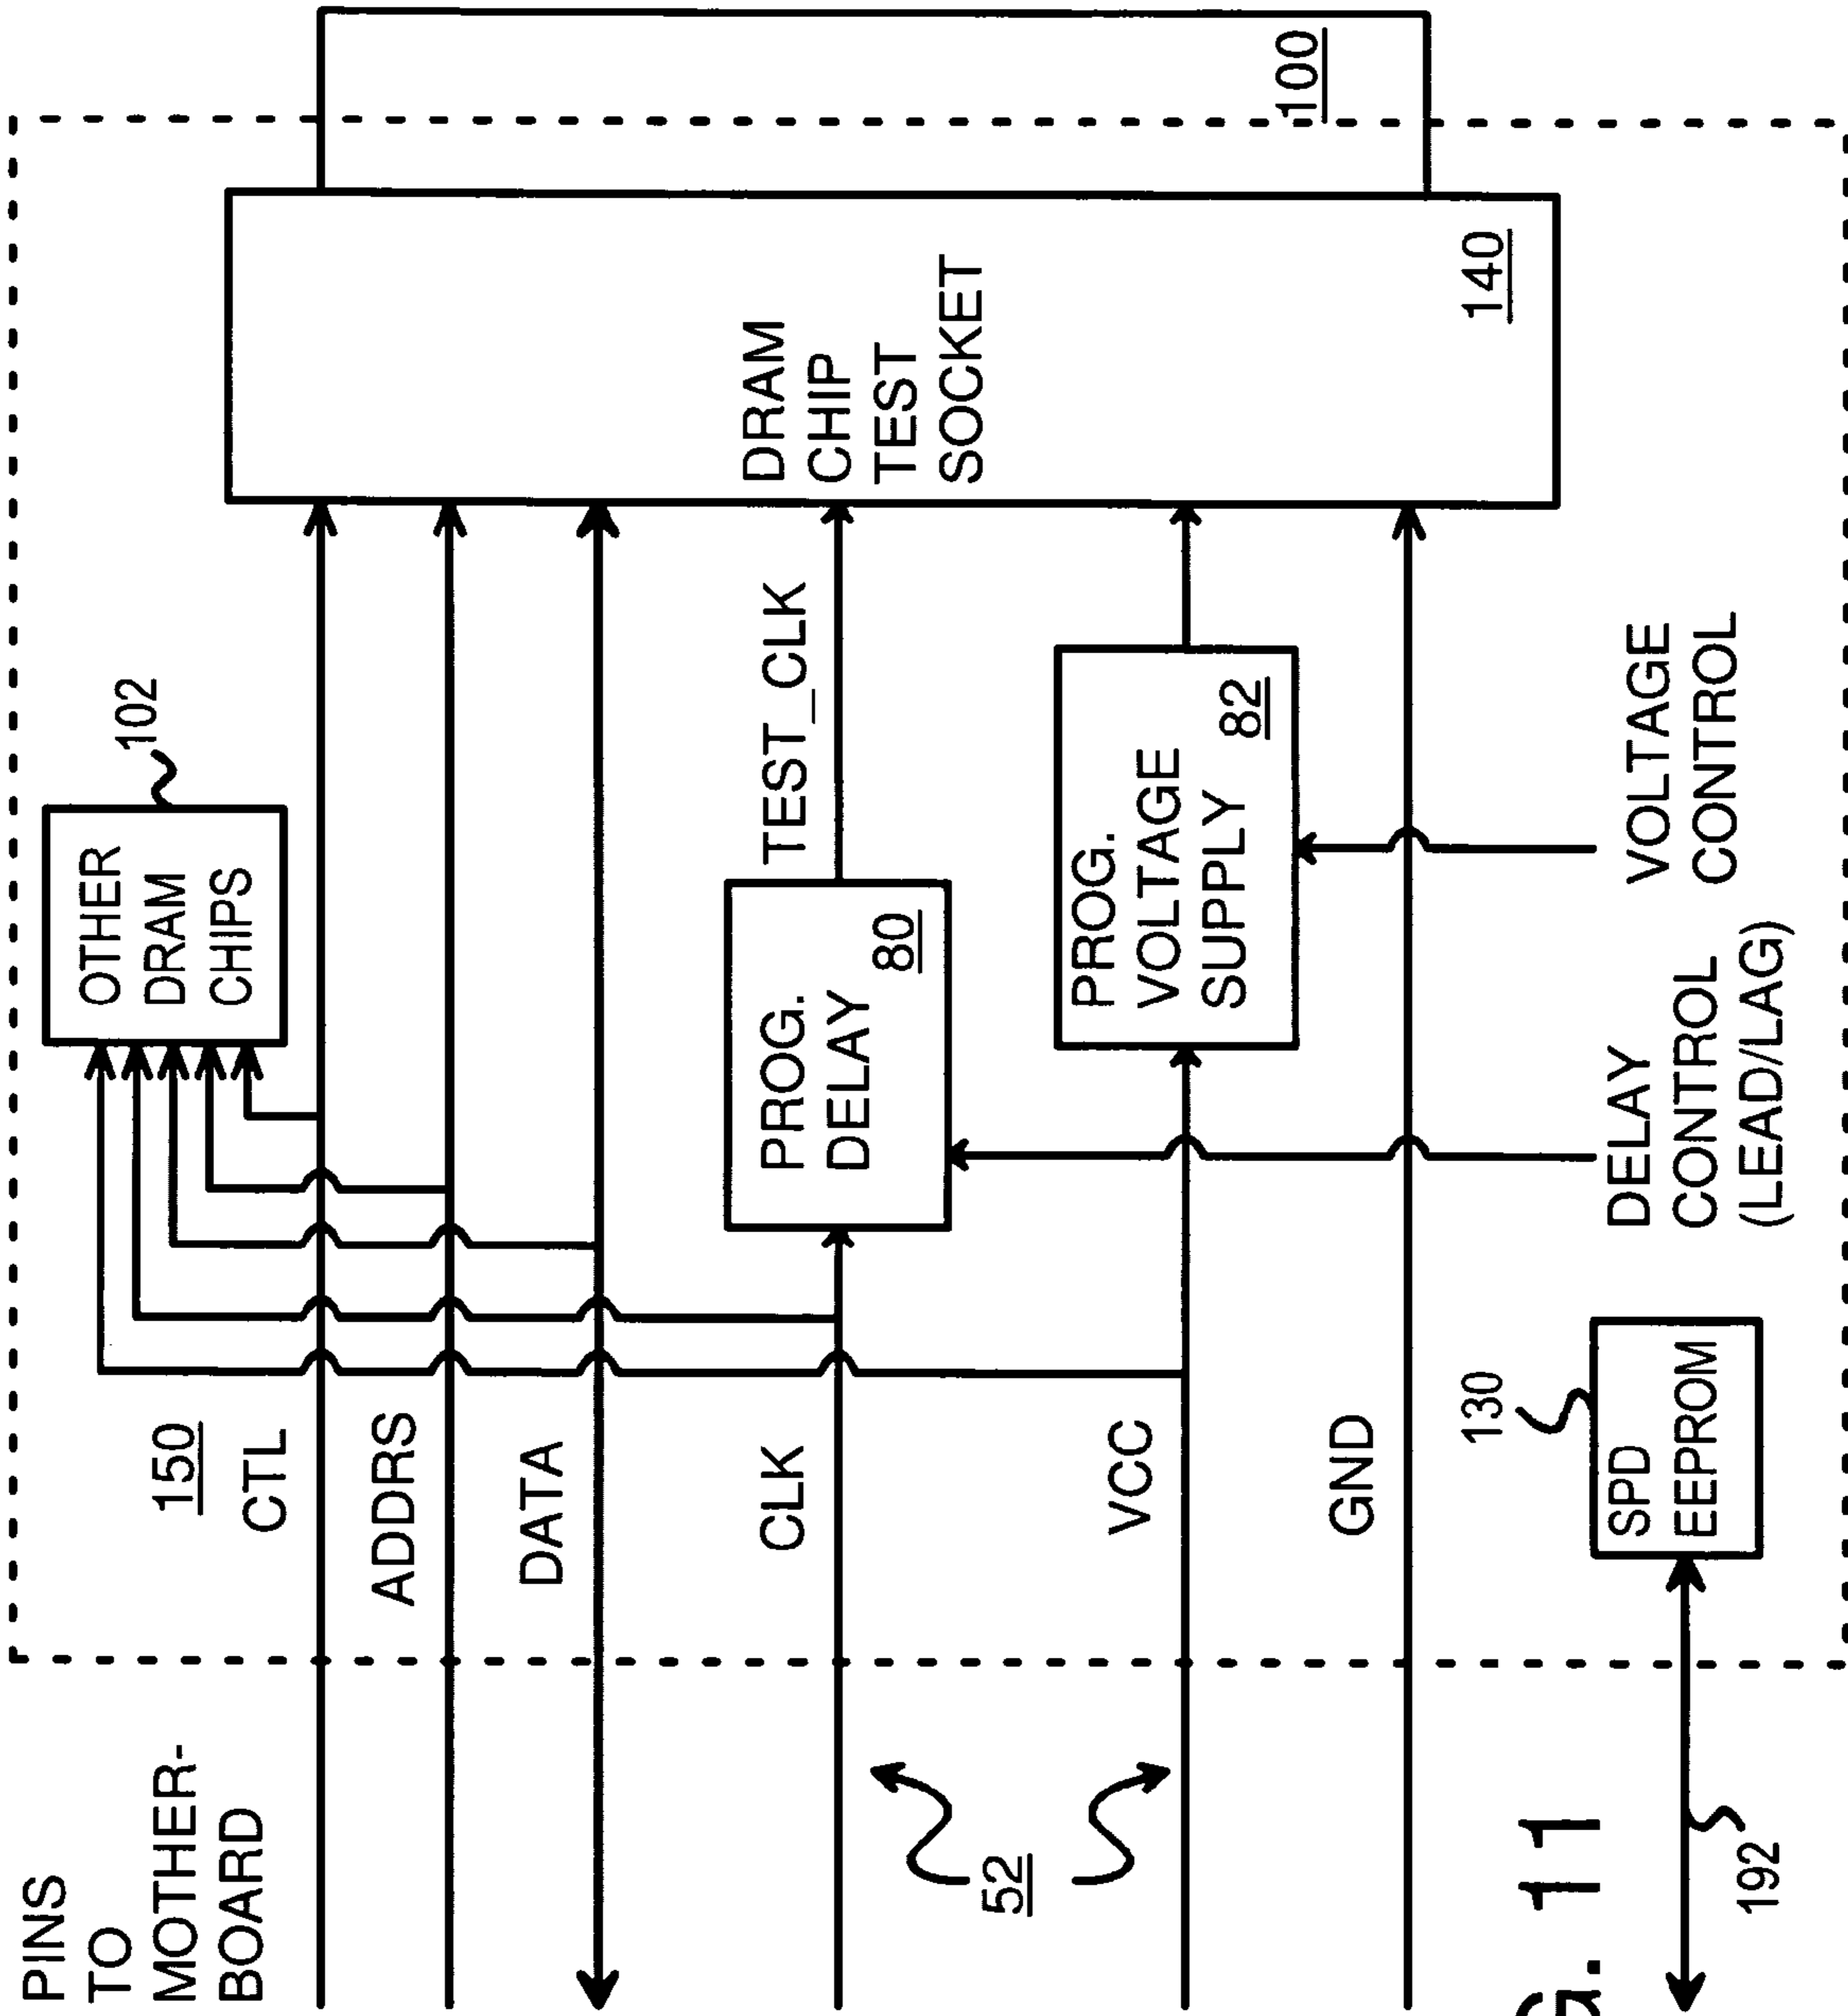 PINS
TO
MOTHER-
BOARD
150
CTL
ADDRS
DATA
CLK
VCC
GND
52
OTHER
DRAM
CHIPS
102
PROG.
DELAY
80
TEST_CLK
PROG.
VOLTAGE
SUPPLY
82
DRAM
CHIP
TEST
SOCKET
140
100
DELAY
CONTROL
(LEAD/LAG)
VOLTAGE
CONTROL
130
SPD
EEPROM
192
G. 11